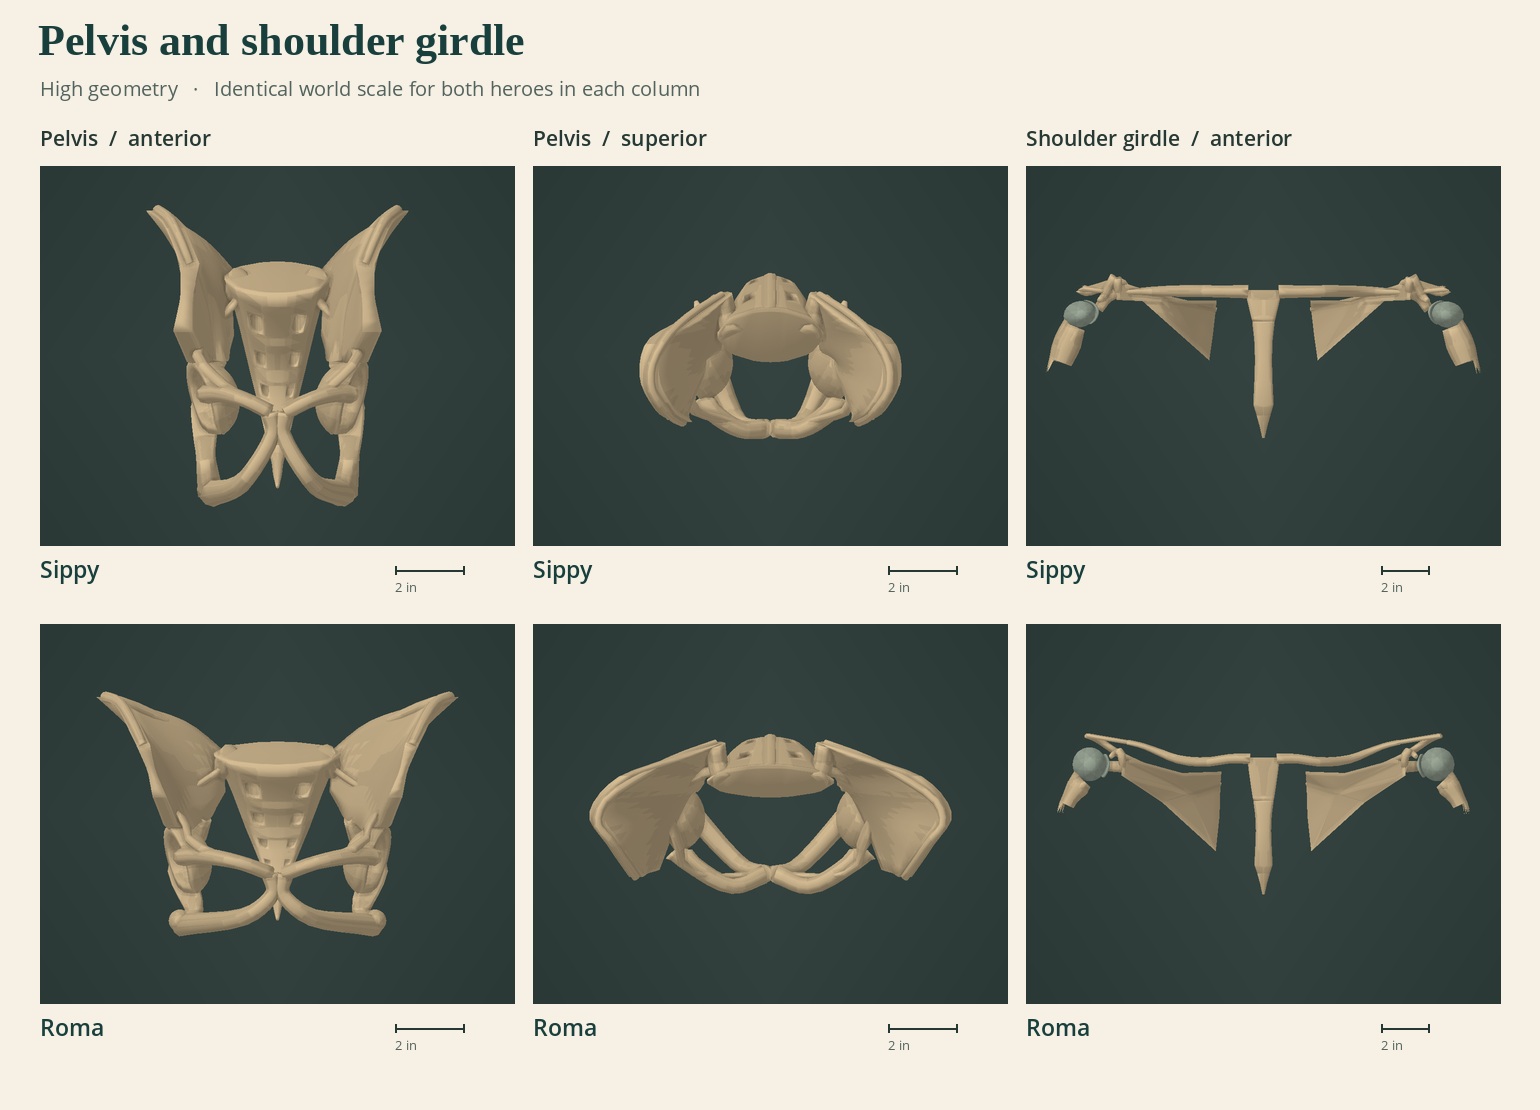 Pelvis and shoulder girdle
High geometry · Identical world scale for both heroes in each column
Pelvis / anterior
Pelvis / superior
Shoulder girdle / anterior
Sippy
2 in
Sippy
2 in
Sippy
2 in
Roma
2 in
Roma
2 in
Roma
2 in